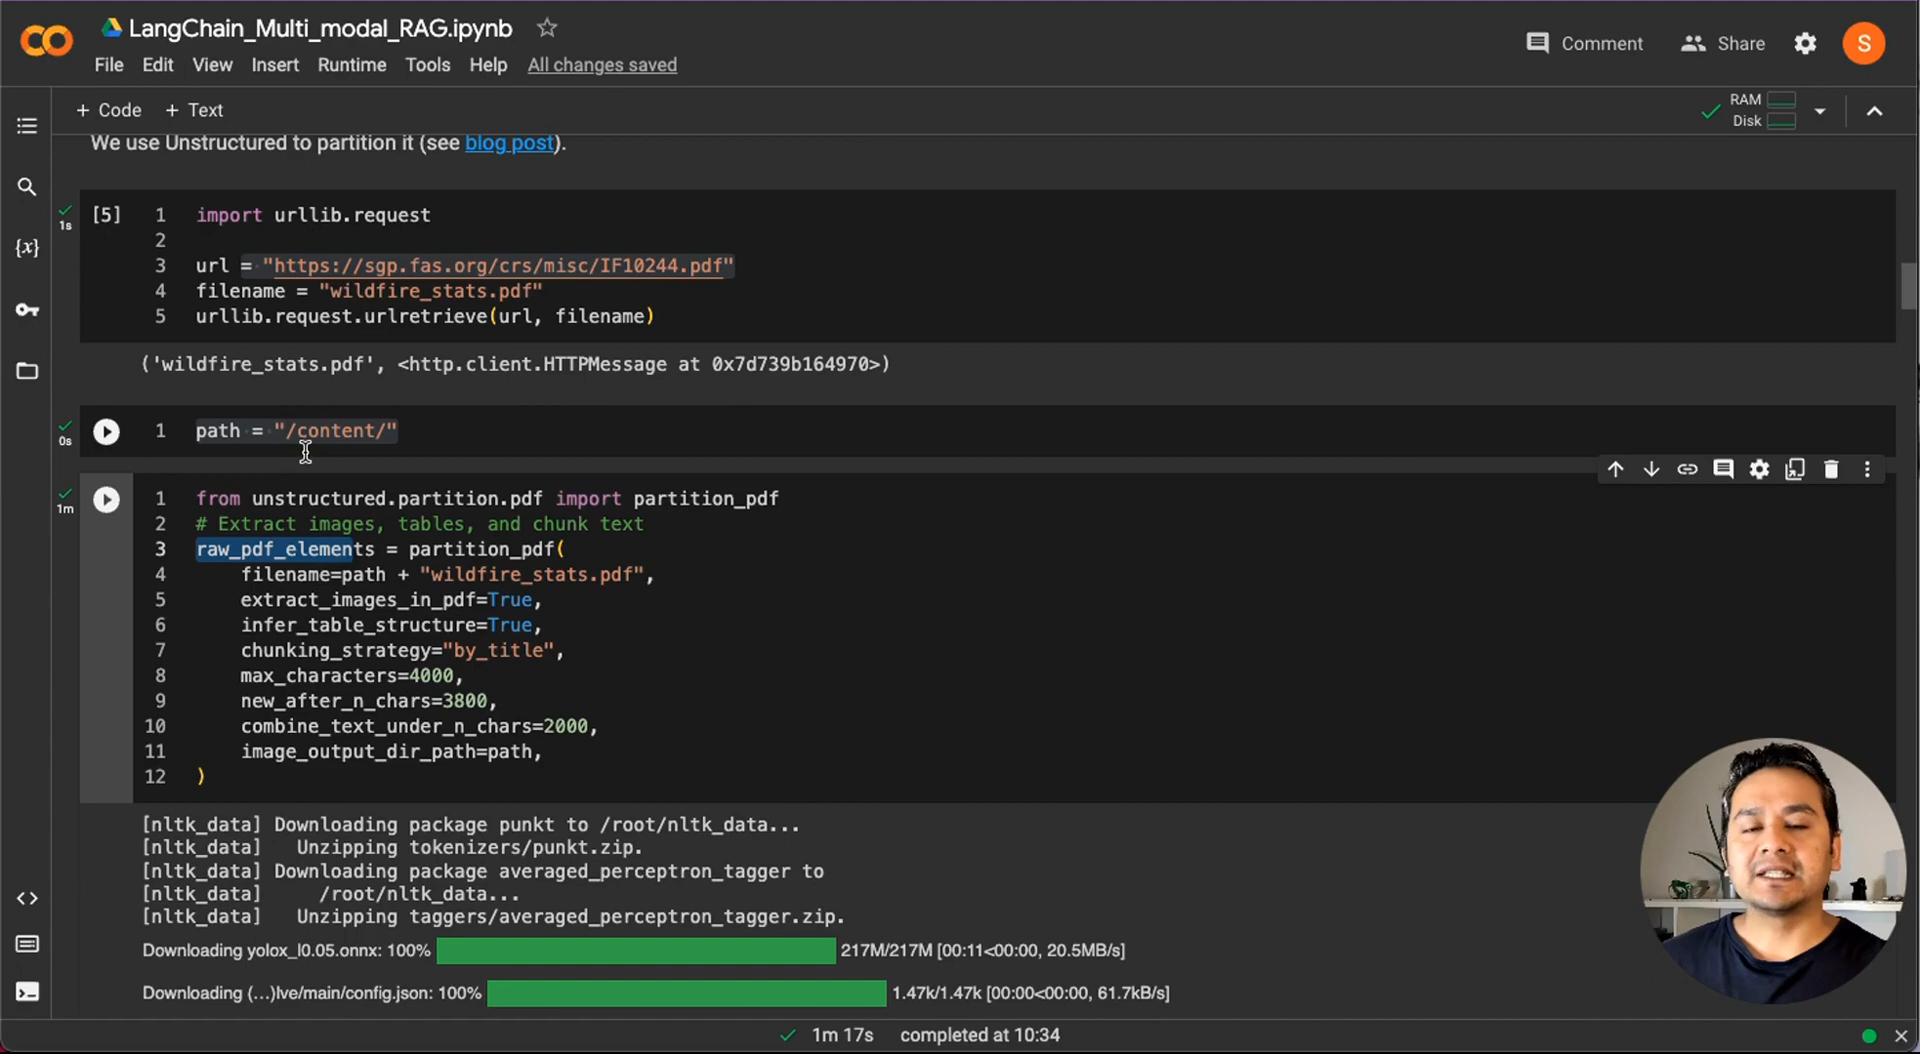 LangChain_Multi_modal_RAG.ipynb
Comment
Share
S
File Edit View Insert Runtime Tools Help All changes saved
+ Code + Text
RAM
Disk
We use Unstructured to partition it (see blog post).
1s
[5]
1 import urllib.request
2
3 url = "https://sgp.fas.org/crs/misc/IF10244.pdf"
4 filename = "wildfire_stats.pdf"
5 urllib.request.urlretrieve(url, filename)
('wildfire_stats.pdf', <http.client.HTTPMessage at 0x7d739b164970>)
0s
1 path = "/content/"
1m
1 from unstructured.partition.pdf import partition_pdf
2 # Extract images, tables, and chunk text
3 raw_pdf_elements = partition_pdf(
4 filename=path + "wildfire_stats.pdf",
5 extract_images_in_pdf=True,
6 infer_table_structure=True,
7 chunking_strategy="by_title",
8 max_characters=4000,
9 new_after_n_chars=3800,
10 combine_text_under_n_chars=2000,
11 image_output_dir_path=path,
12 )
[nltk_data] Downloading package punkt to /root/nltk_data...
[nltk_data] Unzipping tokenizers/punkt.zip.
[nltk_data] Downloading package averaged_perceptron_tagger to
[nltk_data] /root/nltk_data...
[nltk_data] Unzipping taggers/averaged_perceptron_tagger.zip.
Downloading yolox_l0.05.onnx: 100% 217M/217M [00:11<00:00, 20.5MB/s]
Downloading (…)lve/main/config.json: 100% 1.47k/1.47k [00:00<00:00, 61.7kB/s]
1m 17s completed at 10:34